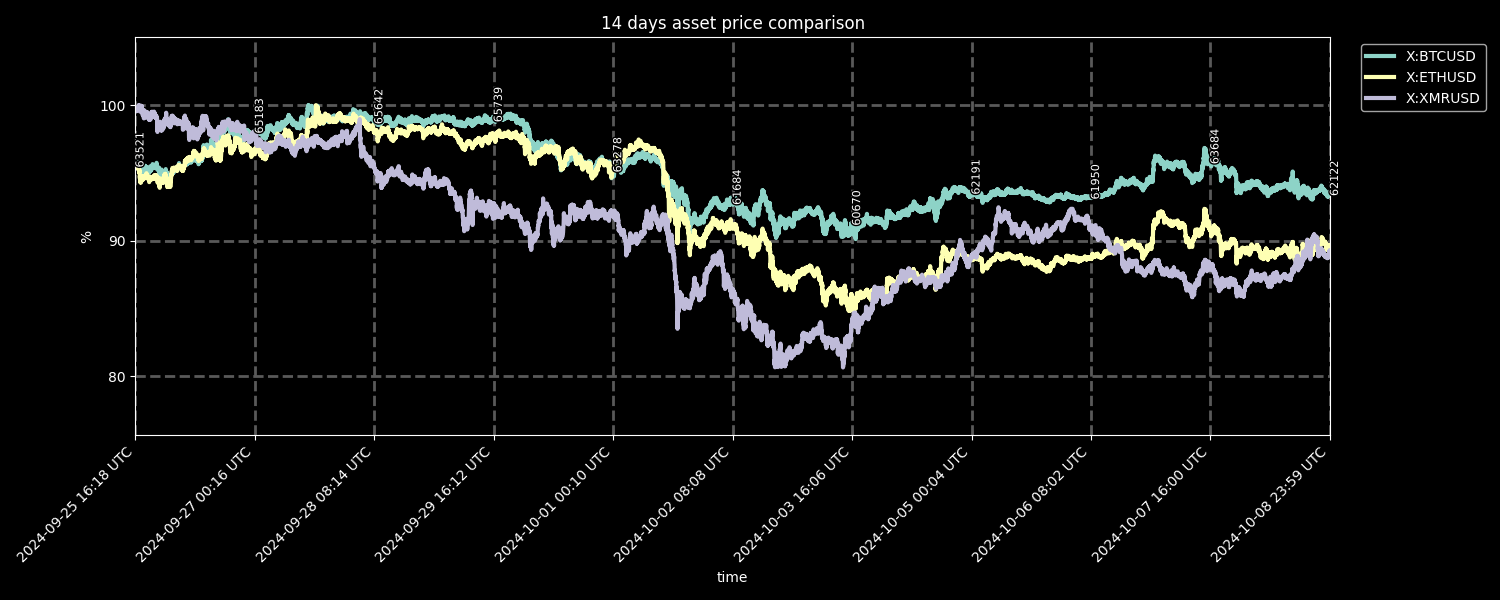 14 days asset price comparison
X:BTCUSD
X:ETHUSD
X:XMRUSD
100
90
80
%
63521
65183
65642
65739
63278
61684
60670
62191
61950
63684
62122
2024-09-25 16:18 UTC
2024-09-27 00:16 UTC
2024-09-28 08:14 UTC
2024-09-29 16:12 UTC
2024-10-01 00:10 UTC
2024-10-02 08:08 UTC
2024-10-03 16:06 UTC
2024-10-05 00:04 UTC
2024-10-06 08:02 UTC
2024-10-07 16:00 UTC
2024-10-08 23:59 UTC
time